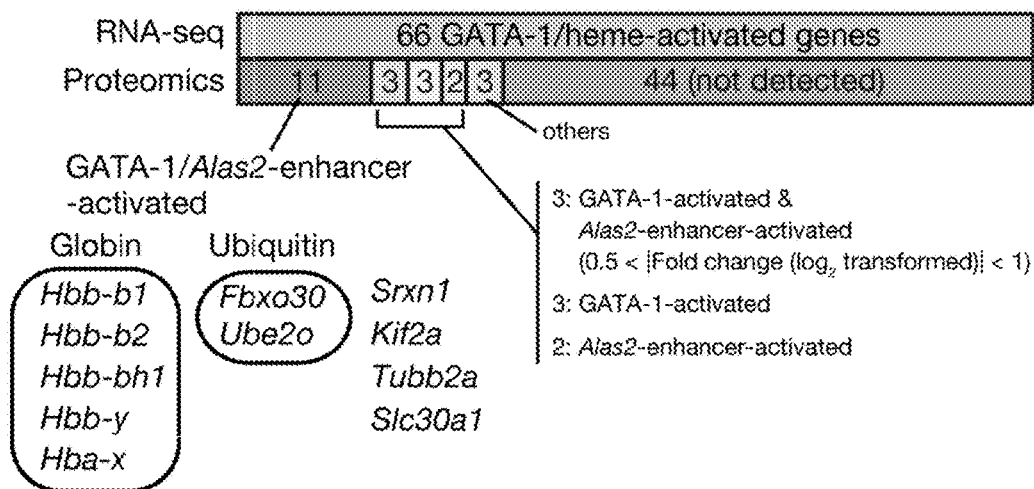 RNA-seq 66 GATA-1/heme-activated genes
Proteomics 11 3 3 2 3 44 (not detected)
others
GATA-1/Alas2-enhancer
-activated
3: GATA-1-activated &
Alas2-enhancer-activated
(0.5 < |Fold change (log₂ transformed)| < 1)
3: GATA-1-activated
2: Alas2-enhancer-activated
Globin Ubiquitin
Hbb-b1 Fbxo30 Srxn1
Hbb-b2 Ube2o Kif2a
Hbb-bh1 Tubb2a
Hbb-y Slc30a1
Hba-x